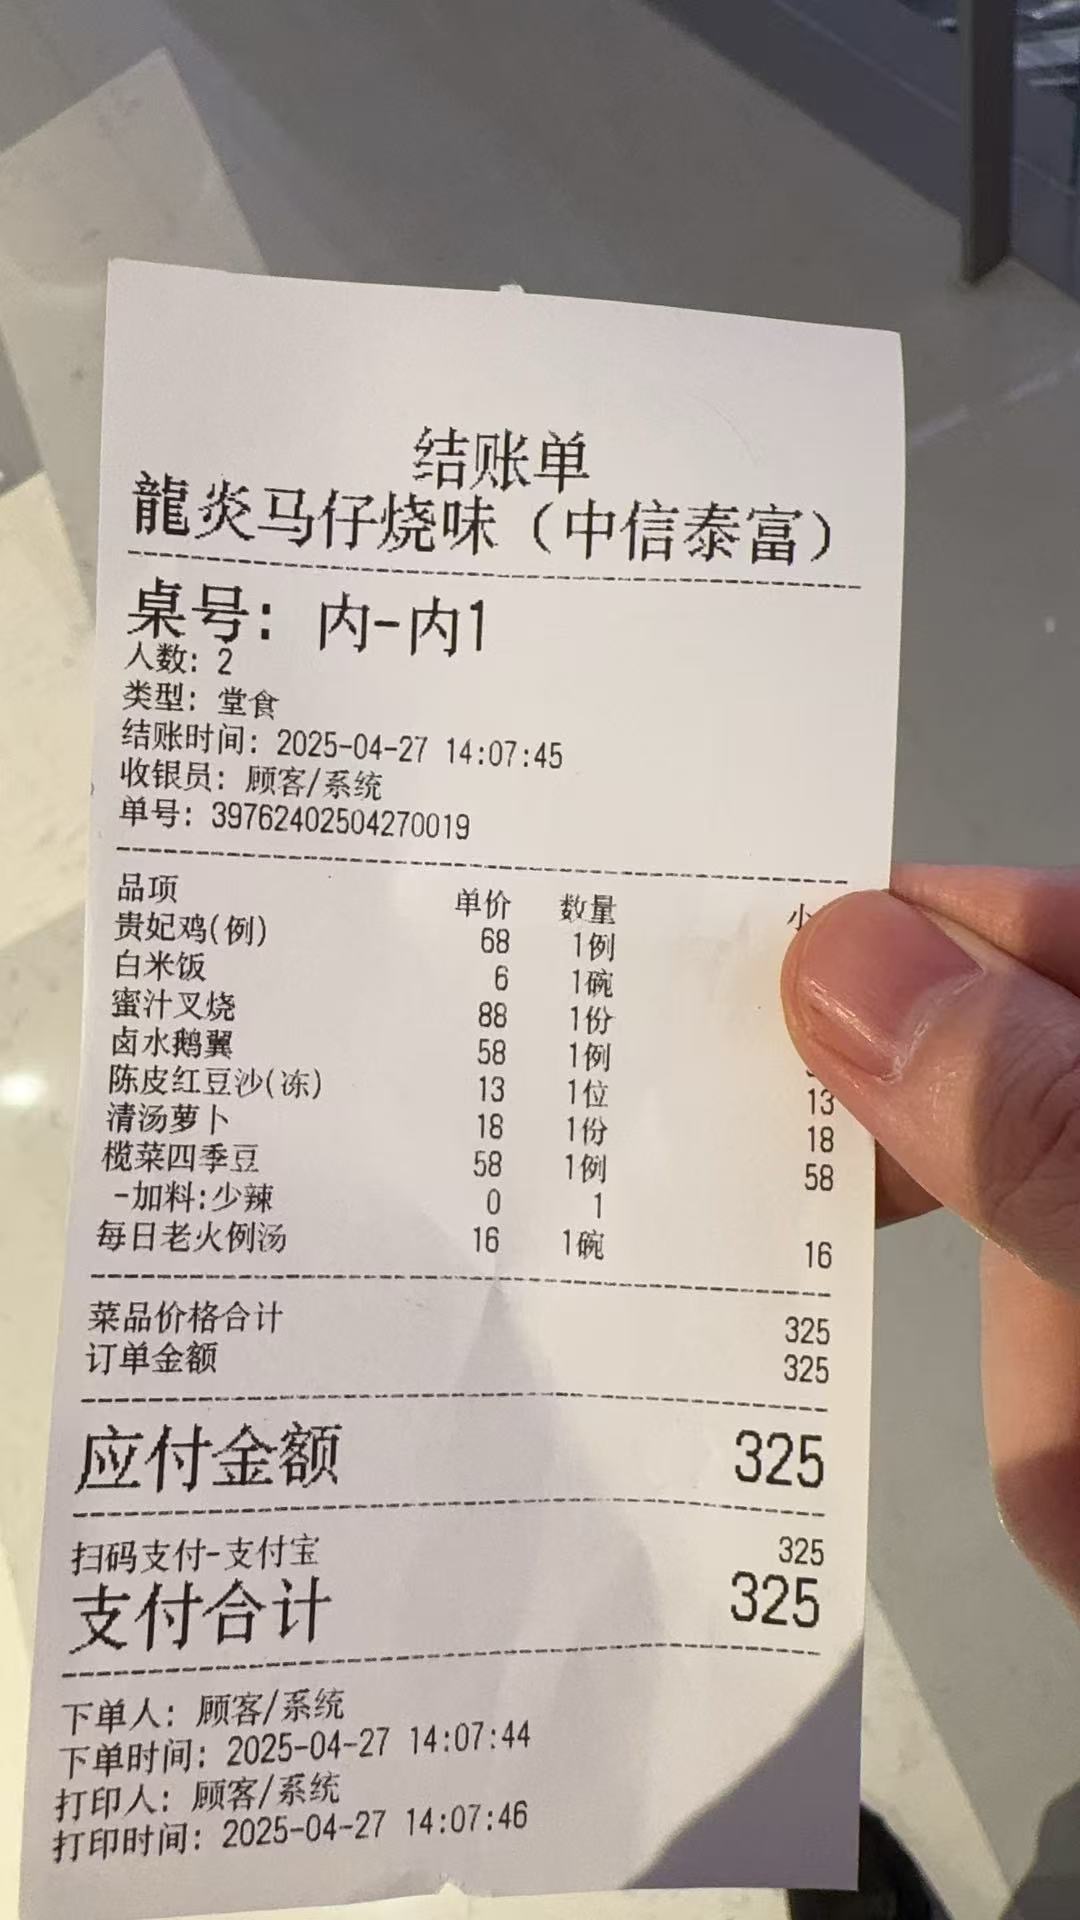 结账单
龍炎马仔烧味（中信泰富）
桌号: 内-内1
人数: 2
类型: 堂食
结账时间: 2025-04-27 14:07:45
收银员: 顾客/系统
单号: 39762402504270019
品项 单价 数量 小
贵妃鸡(例) 68 1例
白米饭 6 1碗
蜜汁叉烧 88 1份
卤水鹅翼 58 1例
陈皮红豆沙(冻) 13 1位 13
清汤萝卜 18 1份 18
榄菜四季豆 58 1例 58
-加料:少辣 0 1
每日老火例汤 16 1碗 16
菜品价格合计 325
订单金额 325
应付金额 325
扫码支付-支付宝 325
支付合计 325
下单人: 顾客/系统
下单时间: 2025-04-27 14:07:44
打印人: 顾客/系统
打印时间: 2025-04-27 14:07:46